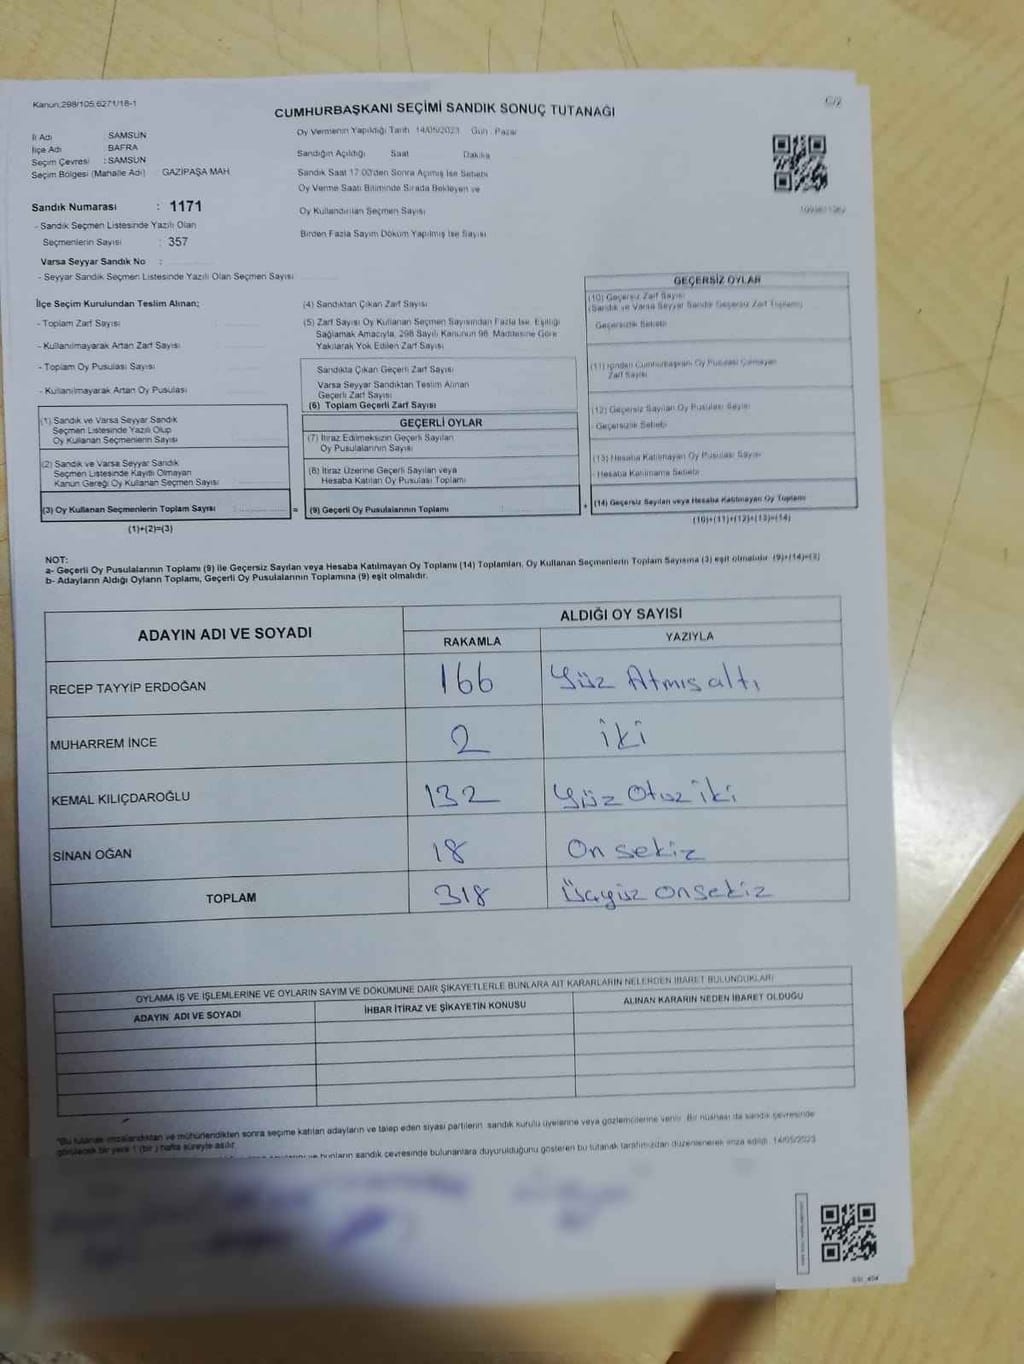 Kanun:298/105,6271/18-1
CUMHURBAŞKANI SEÇİMİ SANDIK SONUÇ TUTANAĞI
İl Adı : SAMSUN
İlçe Adı : BAFRA
Seçim Çevresi : SAMSUN
Seçim Bölgesi (Mahalle Adı) : GAZIPAŞA MAH.
Oy Vermenin Yapıldığı Tarih 14/05/2023 Gün : Pazar
Sandığın Açıldığı Saat Dakika
Sandık Saat 17:00'den Sonra Açılmış İse Sebebi
Oy Verme Saati Bitiminde Sırada Bekleyen ve
Oy Kullandırılan Seçmen Sayısı
Birden Fazla Sayım Döküm Yapılmış İse Sayısı
Sandık Numarası : 1171
- Sandık Seçmen Listesinde Yazılı Olan
Seçmenlerin Sayısı : 357
Varsa Seyyar Sandık No :
- Seyyar Sandık Seçmen Listesinde Yazılı Olan Seçmen Sayısı
İlçe Seçim Kurulundan Teslim Alınan;
- Toplam Zarf Sayısı
- Kullanılmayarak Artan Zarf Sayısı
- Toplam Oy Pusulası Sayısı
- Kullanılmayarak Artan Oy Pusulası
(1) Sandık ve Varsa Seyyar Sandık
Seçmen Listesinde Yazılı Olup
Oy Kullanan Seçmenlerin Sayısı
(2) Sandık ve Varsa Seyyar Sandık
Seçmen Listesinde Kayıtlı Olmayan
Kanun Gereği Oy Kullanan Seçmen Sayısı
(3) Oy Kullanan Seçmenlerin Toplam Sayısı
(1)+(2)=(3)
(4) Sandıktan Çıkan Zarf Sayısı
(5) Zarf Sayısı Oy Kullanan Seçmen Sayısından Fazla İse, Eşitliği
Sağlamak Amacıyla, 298 Sayılı Kanunun 98. Maddesine Göre
Yakılarak Yok Edilen Zarf Sayısı
Sandıkta Çıkan Geçerli Zarf Sayısı
Varsa Seyyar Sandıktan Teslim Alınan
Geçerli Zarf Sayısı
(6) Toplam Geçerli Zarf Sayısı
GEÇERLİ OYLAR
(7) İtiraz Edilmeksizin Geçerli Sayılan
Oy Pusulalarının Sayısı
(8) İtiraz Üzerine Geçerli Sayılan veya
Hesaba Katılan Oy Pusulası Toplamı
= (9) Geçerli Oy Pusulalarının Toplamı
GEÇERSİZ OYLAR
(10) Geçersiz Zarf Sayısı
(Sandık ve Varsa Seyyar Sandık Geçersiz Zarf Toplamı)
Geçersizlik Sebebi
(11) İçinden Cumhurbaşkanı Oy Pusulası Çıkmayan
Zarf Sayısı
(12) Geçersiz Sayılan Oy Pusulası Sayısı
- Geçersizlik Sebebi
(13) Hesaba Katılmayan Oy Pusulası Sayısı
- Hesaba Katılmama Sebebi
+ (14) Geçersiz Sayılan veya Hesaba Katılmayan Oy Toplamı
(10)+(11)+(12)+(13)=(14)
NOT:
a- Geçerli Oy Pusulalarının Toplamı (9) ile Geçersiz Sayılan veya Hesaba Katılmayan Oy Toplamı (14) Toplamları, Oy Kullanan Seçmenlerin Toplam Sayısına (3) eşit olmalıdır. (9)+(14)=(3)
b- Adayların Aldığı Oyların Toplamı, Geçerli Oy Pusulalarının Toplamına (9) eşit olmalıdır.
ADAYIN ADI VE SOYADI ALDIĞI OY SAYISI
RAKAMLA YAZIYLA
RECEP TAYYİP ERDOĞAN 166 Yüz Atmış altı
MUHARREM İNCE 2 iki
KEMAL KILIÇDAROĞLU 132 Yüz Otuz iki
SİNAN OĞAN 18 On sekiz
TOPLAM 318 Üçyüz onsekiz
OYLAMA İŞ VE İŞLEMLERİNE VE OYLARIN SAYIM VE DÖKÜMÜNE DAİR ŞİKAYETLERLE BUNLARA AİT KARARLARIN NELERDEN İBARET BULUNDUKLARI
ADAYIN ADI VE SOYADI İHBAR İTİRAZ VE ŞİKAYETİN KONUSU ALINAN KARARIN NEDEN İBARET OLDUĞU
*Bu tutanak imzalandıktan ve mühürlendikten sonra seçime katılan adayların ve talep eden siyasi partilerin sandık kurulu üyelerine veya gözlemcilerine verilir. Bir nüshası da sandık çevresinde
görülecek bir yere 1 (bir) hafta süreyle asılır.
bunların sandık çevresinde bulunanlara duyurulduğunu gösteren bu tutanak tarafımızdan düzenlenerek imza edildi. 14/05/2023